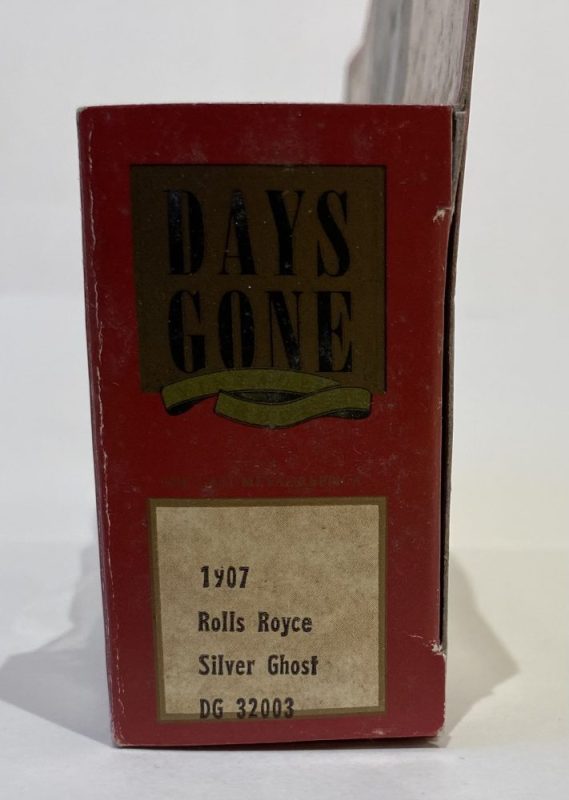 DAYS
GONE
1907
Rolls Royce
Silver Ghost
DG 32003